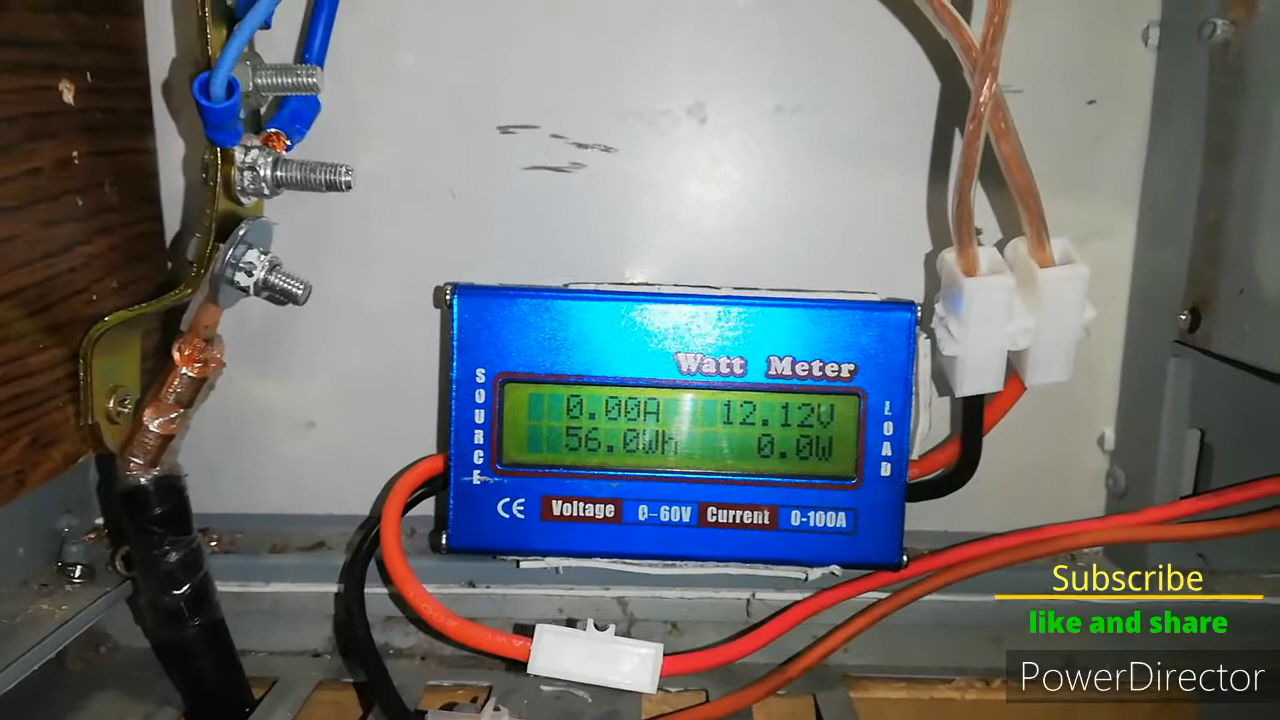 Watt Meter
SOURCE
0.00A 12.12V
56.0Wh 0.0W
LOAD
CE Voltage 0-60V Current 0-100A
Subscribe
like and share
PowerDirector